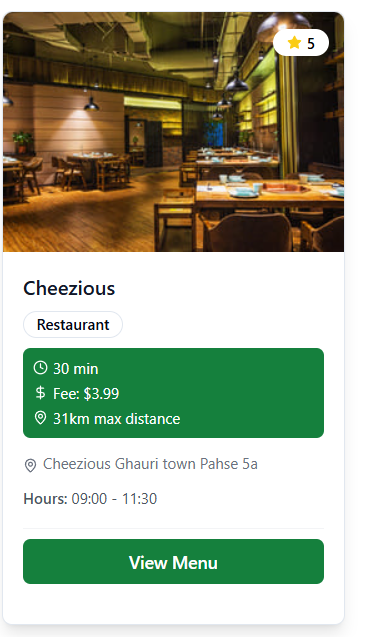 5
Cheezious
Restaurant
30 min
Fee: $3.99
31km max distance
Cheezious Ghauri town Pahse 5a
Hours: 09:00 - 11:30
View Menu